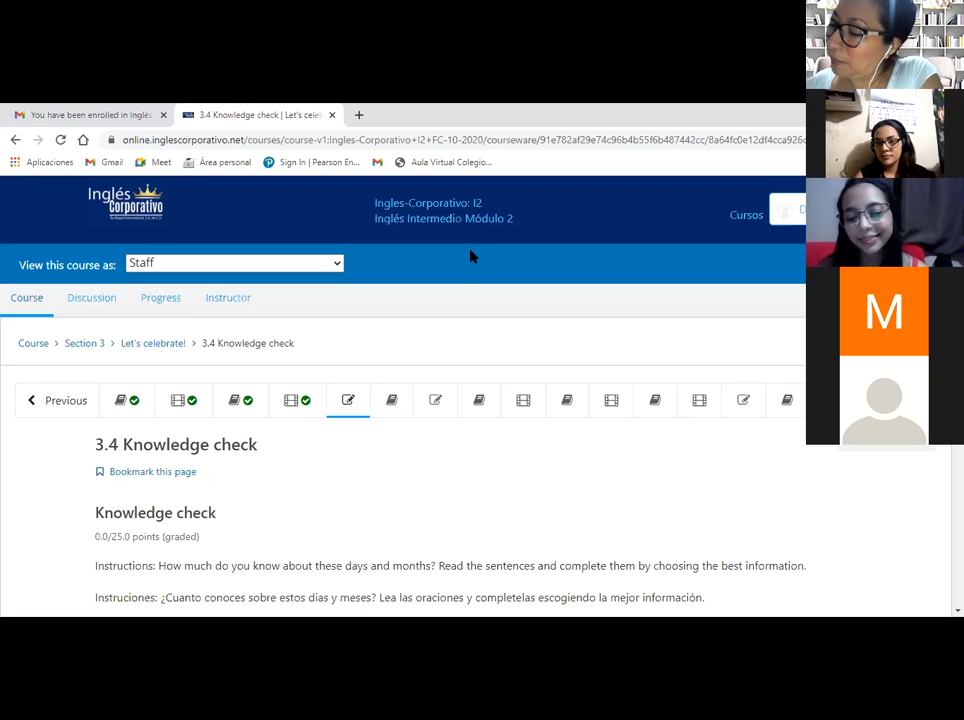 You have been enrolled in Inglés
3.4 Knowledge check | Let's cele
online.inglescorporativo.net/courses/course-v1:Ingles-Corporativo+I2+FC-10-2020/courseware/91e782af29e74c96b4b55f6b487442cc/8a64fc0e12df4cca926c
Aplicaciones
Gmail
Meet
Área personal
Sign In | Pearson En...
Aula Virtual Colegio...
Inglés
Corporativo
Ingles-Corporativo: I2
Inglés Intermedio Módulo 2
Cursos
D
View this course as:
Staff
Course
Discussion
Progress
Instructor
Course > Section 3 > Let's celebrate! > 3.4 Knowledge check
Previous
3.4 Knowledge check
Bookmark this page
Knowledge check
0.0/25.0 points (graded)
Instructions: How much do you know about these days and months? Read the sentences and complete them by choosing the best information.
Instruciones: ¿Cuanto conoces sobre estos dias y meses? Lea las oraciones y completelas escogiendo la mejor información.
M